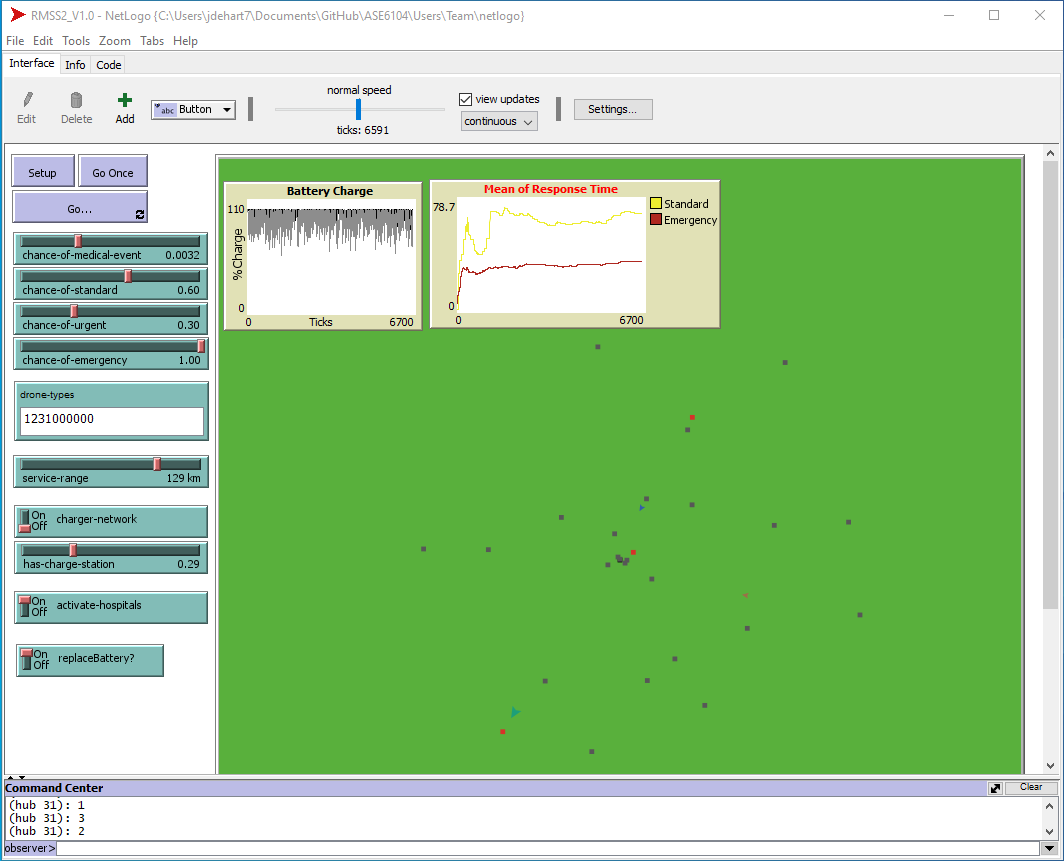 RMSS2_V1.0 - NetLogo {C:\Users\jdehart7\Documents\GitHub\ASE6104\Users\Team\netlogo}
File Edit Tools Zoom Tabs Help
Interface Info Code
normal speed
Edit Delete Add abc Button view updates
continuous Settings...
ticks: 6591
Setup Go Once
Go...
chance-of-medical-event 0.0032
chance-of-standard 0.60
chance-of-urgent 0.30
chance-of-emergency 1.00
drone-types
1231000000
service-range 129 km
On
Off charger-network
has-charge-station 0.29
On
Off activate-hospitals
On
Off replaceBattery?
Battery Charge
110
%Charge
0
0 Ticks 6700
Mean of Response Time
78.7
0
0 6700
Standard
Emergency
Command Center Clear
(hub 31): 1
(hub 31): 3
(hub 31): 2
observer>